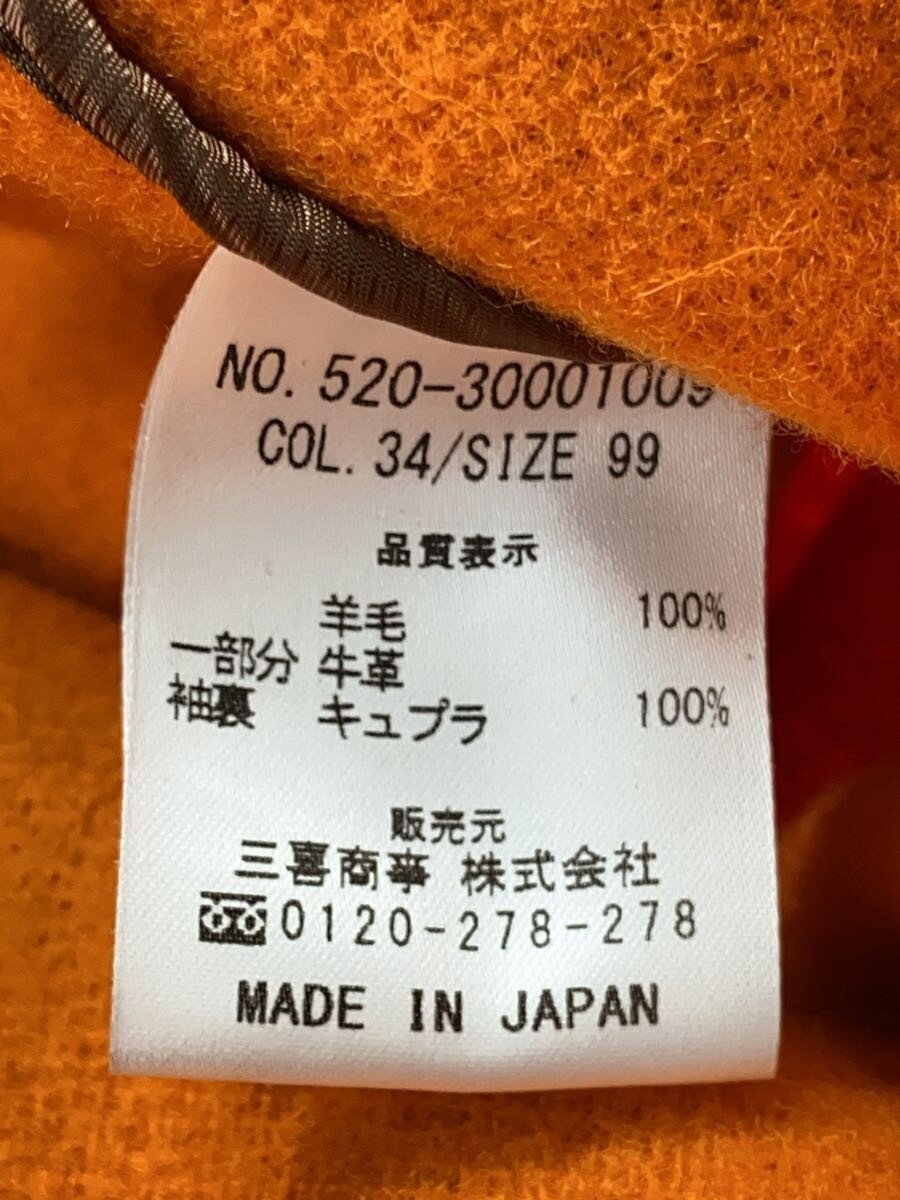 NO. 520-30001009
COL. 34/SIZE 99
品質表示
羊毛 100%
一部分 牛革
袖裏 キュプラ 100%
販売元
三喜商事 株式会社
0120-278-278
MADE IN JAPAN